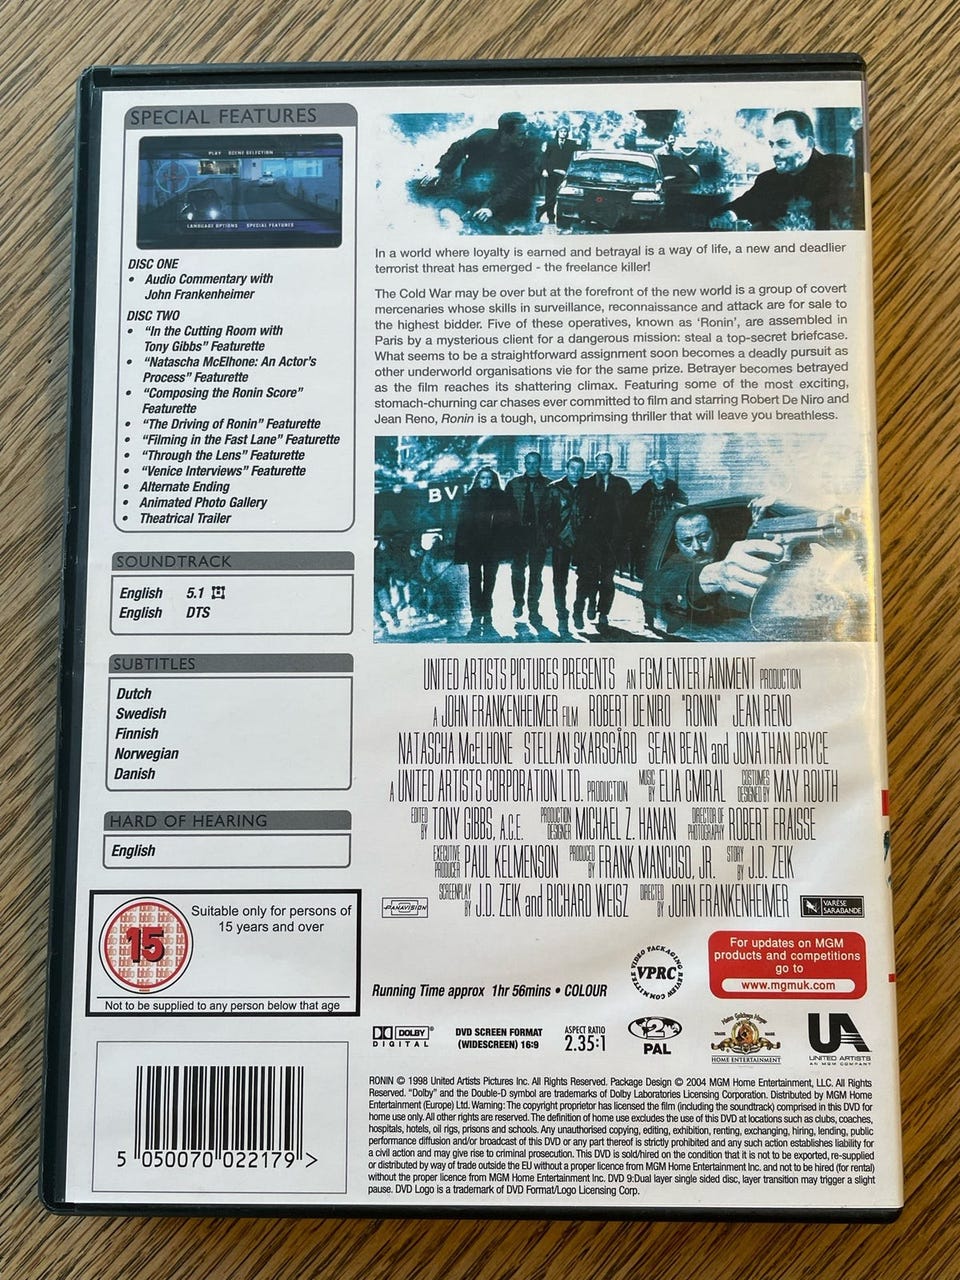 SPECIAL FEATURES
PLAY SCENE SELECTION
LANGUAGE OPTIONS SPECIAL FEATURES
DISC ONE
• Audio Commentary with
John Frankenheimer
DISC TWO
• “In the Cutting Room with
Tony Gibbs” Featurette
• “Natascha McElhone: An Actor's
Process” Featurette
• “Composing the Ronin Score”
Featurette
• “The Driving of Ronin” Featurette
• “Filming in the Fast Lane” Featurette
• “Through the Lens” Featurette
• “Venice Interviews” Featurette
• Alternate Ending
• Animated Photo Gallery
• Theatrical Trailer
SOUNDTRACK
English 5.1
English DTS
SUBTITLES
Dutch
Swedish
Finnish
Norwegian
Danish
HARD OF HEARING
English
15
Suitable only for persons of
15 years and over
Not to be supplied to any person below that age
5 050070 022179 >
In a world where loyalty is earned and betrayal is a way of life, a new and deadlier
terrorist threat has emerged - the freelance killer!
The Cold War may be over but at the forefront of the new world is a group of covert
mercenaries whose skills in surveillance, reconnaissance and attack are for sale to
the highest bidder. Five of these operatives, known as ‘Ronin’, are assembled in
Paris by a mysterious client for a dangerous mission: steal a top-secret briefcase.
What seems to be a straightforward assignment soon becomes a deadly pursuit as
other underworld organisations vie for the same prize. Betrayer becomes betrayed
as the film reaches its shattering climax. Featuring some of the most exciting,
stomach-churning car chases ever committed to film and starring Robert De Niro and
Jean Reno, Ronin is a tough, uncomprimsing thriller that will leave you breathless.
BV
UNITED ARTISTS PICTURES PRESENTS AN FGM ENTERTAINMENT PRODUCTION
A JOHN FRANKENHEIMER FILM ROBERT DE NIRO "RONIN" JEAN RENO
NATASCHA McELHONE STELLAN SKARSGÅRD SEAN BEAN and JONATHAN PRYCE
A UNITED ARTISTS CORPORATION LTD. PRODUCTION MUSIC BY ELIA CMIRAL COSTUMES DESIGNED BY MAY ROUTH
EDITED BY TONY GIBBS, A.C.E. PRODUCTION DESIGNER MICHAEL Z. HANAN DIRECTOR OF PHOTOGRAPHY ROBERT FRAISSE
EXECUTIVE PRODUCER PAUL KELMENSON PRODUCED BY FRANK MANCUSO, JR. STORY BY J.D. ZEIK
PANAVISION SCREENPLAY BY J.D. ZEIK and RICHARD WEISZ DIRECTED BY JOHN FRANKENHEIMER VARÈSE SARABANDE
VIDEO PACKAGING REVIEW COMMITTEE
VPRC
For updates on MGM
products and competitions
go to
www.mgmuk.com
Running Time approx 1hr 56mins • COLOUR
DOLBY
DIGITAL
DVD SCREEN FORMAT
(WIDESCREEN) 16:9
ASPECT RATIO
2.35:1
2
PAL
Metro Goldwyn Mayer
TRADE MARK
HOME ENTERTAINMENT
UA
UNITED ARTISTS
AN MGM COMPANY
RONIN © 1998 United Artists Pictures Inc. All Rights Reserved. Package Design © 2004 MGM Home Entertainment, LLC. All Rights
Reserved. “Dolby” and the Double-D symbol are trademarks of Dolby Laboratories Licensing Corporation. Distributed by MGM Home
Entertainment (Europe) Ltd. Warning: The copyright proprietor has licensed the film (including the soundtrack) comprised in this DVD for
home use only. All other rights are reserved. The definition of home use excludes the use of this DVD at locations such as clubs, coaches,
hospitals, hotels, oil rigs, prisons and schools. Any unauthorised copying, editing, exhibition, renting, exchanging, hiring, lending, public
performance diffusion and/or broadcast of this DVD or any part thereof is strictly prohibited and any such action establishes liability for
a civil action and may give rise to criminal prosecution. This DVD is sold/hired on the condition that it is not to be exported, re-supplied
or distributed by way of trade outside the EU without a proper licence from MGM Home Entertainment Inc. and not to be hired (for rental)
without the proper licence from MGM Home Entertainment Inc. DVD 9:Dual layer single sided disc, layer transition may trigger a slight
pause. DVD Logo is a trademark of DVD Format/Logo Licensing Corp.